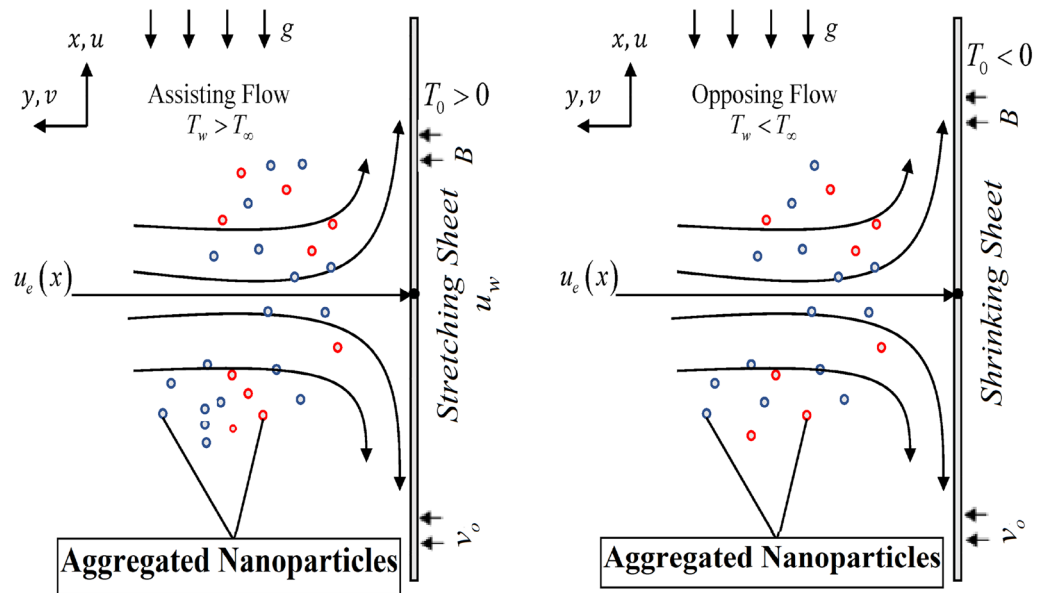 x, u
g
y, v
Assisting Flow
T_w > T_∞
T_0 > 0
B
u_e(x)
Stretching Sheet
u_w
v_o
Aggregated Nanoparticles
x, u
g
y, v
Opposing Flow
T_w < T_∞
T_0 < 0
B
u_e(x)
Shrinking Sheet
v_o
Aggregated Nanoparticles